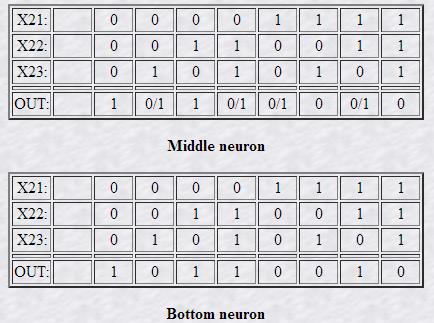 X21: 0 0 0 0 1 1 1 1
X22: 0 0 1 1 0 0 1 1
X23: 0 1 0 1 0 1 0 1
OUT: 1 0/1 1 0/1 0/1 0 0/1 0
Middle neuron
X21: 0 0 0 0 1 1 1 1
X22: 0 0 1 1 0 0 1 1
X23: 0 1 0 1 0 1 0 1
OUT: 1 0 1 1 0 0 1 0
Bottom neuron